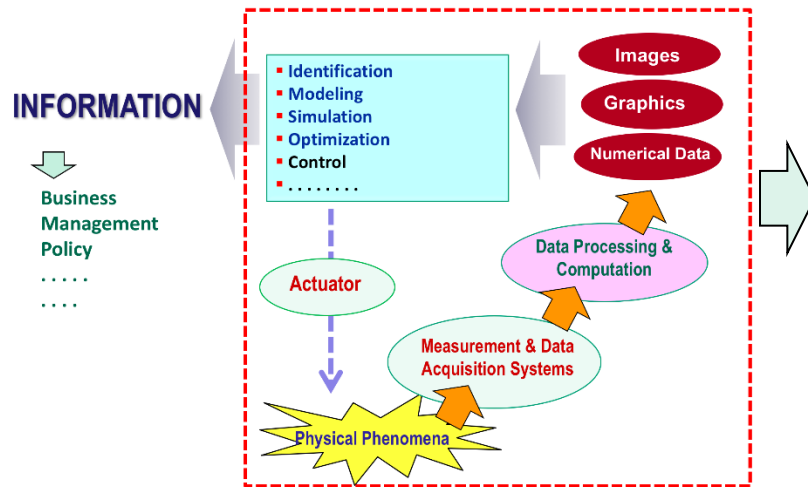 INFORMATION
Business
Management
Policy
. . . . .
. . . .
Identification
Modeling
Simulation
Optimization
Control
. . . . . . . .
Images
Graphics
Numerical Data
Data Processing &
Computation
Actuator
Measurement & Data
Acquisition Systems
Physical Phenomena